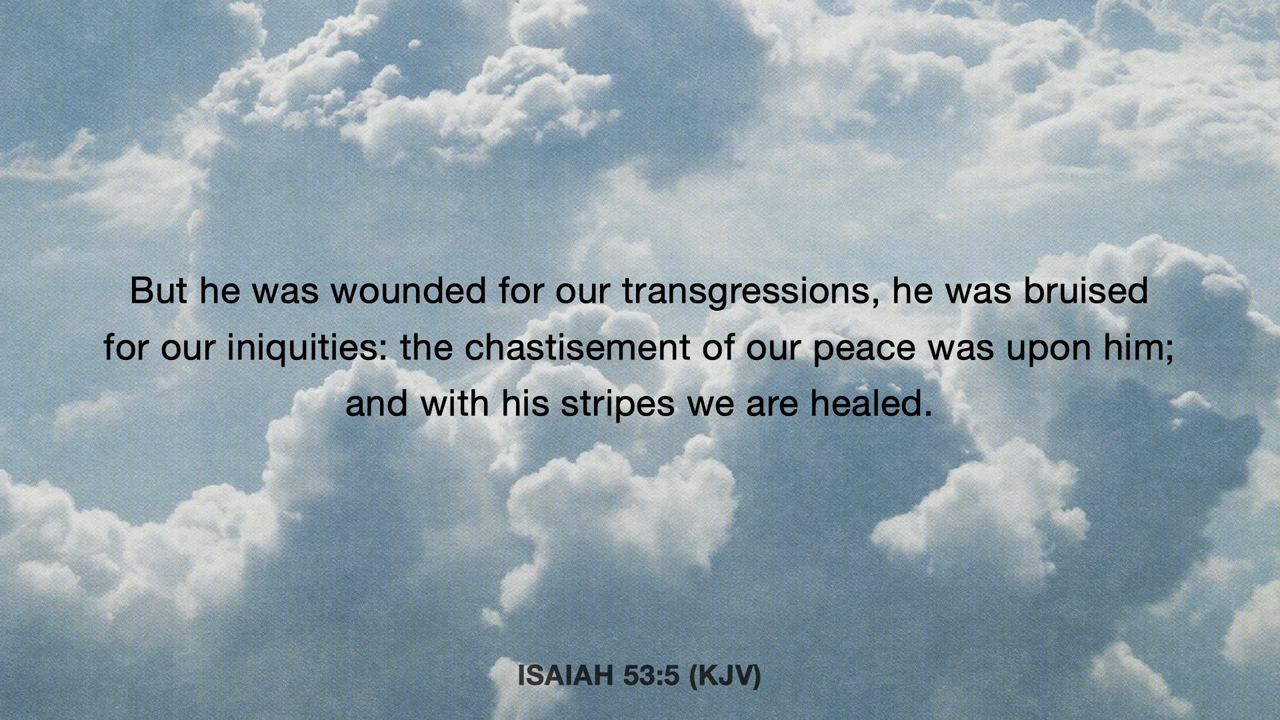 But he was wounded for our transgressions, he was bruised
for our iniquities: the chastisement of our peace was upon him;
and with his stripes we are healed.
ISAIAH 53:5 (KJV)